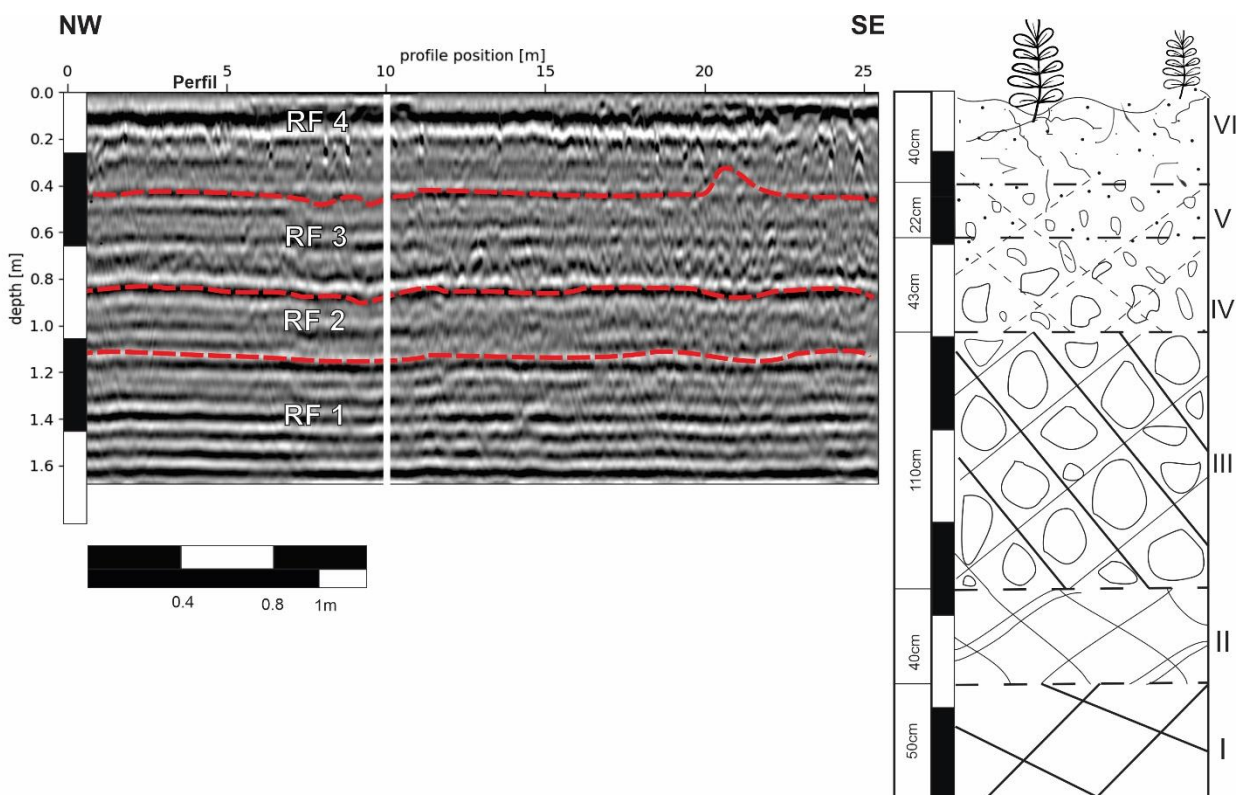 NW
SE
profile position [m]
0
5
10
15
20
25
Perfil
depth [m]
0.0
0.2
0.4
0.6
0.8
1.0
1.2
1.4
1.6
RF 4
RF 3
RF 2
RF 1
0.4
0.8
1m
40cm
22cm
43cm
110cm
40cm
50cm
VI
V
IV
III
II
I